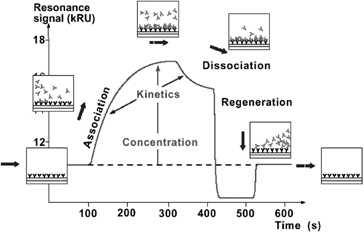 Resonance
signal (kRU)
18
Dissociation
Kinetics
Association
Regeneration
12
Concentration
100 200 300 400 500 600
Time (s)